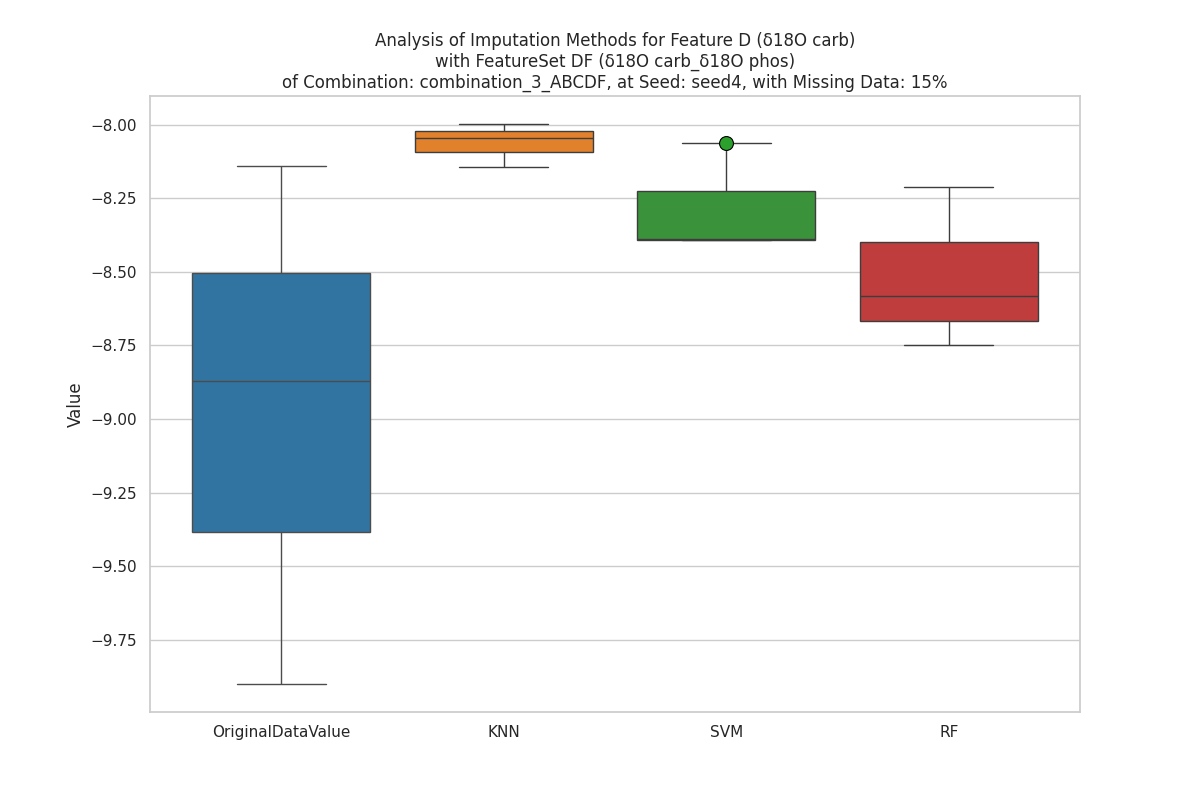 Analysis of Imputation Methods for Feature D (δ18O carb)
with FeatureSet DF (δ18O carb_δ18O phos)
of Combination: combination_3_ABCDF, at Seed: seed4, with Missing Data: 15%
−8.00
−8.25
−8.50
−8.75
−9.00
−9.25
−9.50
−9.75
Value
OriginalDataValue
KNN
SVM
RF